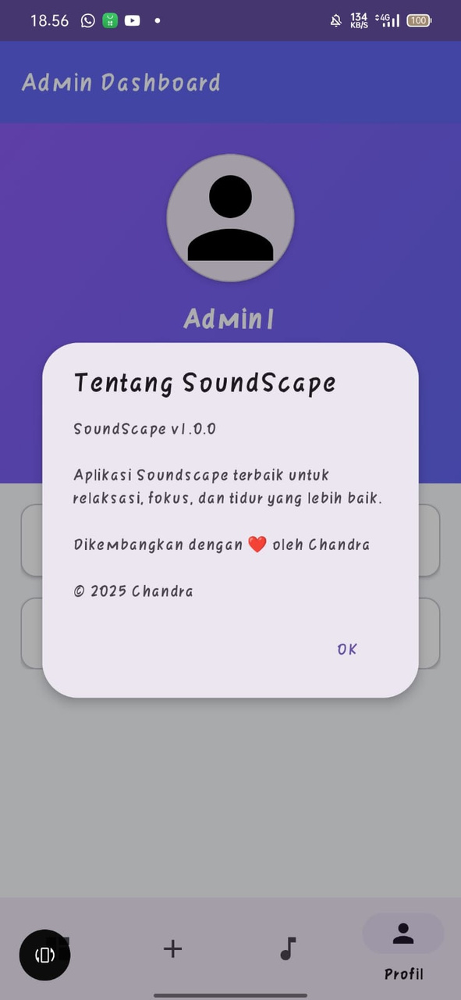 18.56
134
KB/S
4G
100
Admin Dashboard
Admin1
Tentang SoundScape
SoundScape v1.0.0
Aplikasi Soundscape terbaik untuk
relaksasi, fokus, dan tidur yang lebih baik.
Dikembangkan dengan ❤️ oleh Chandra
© 2025 Chandra
OK
Profil